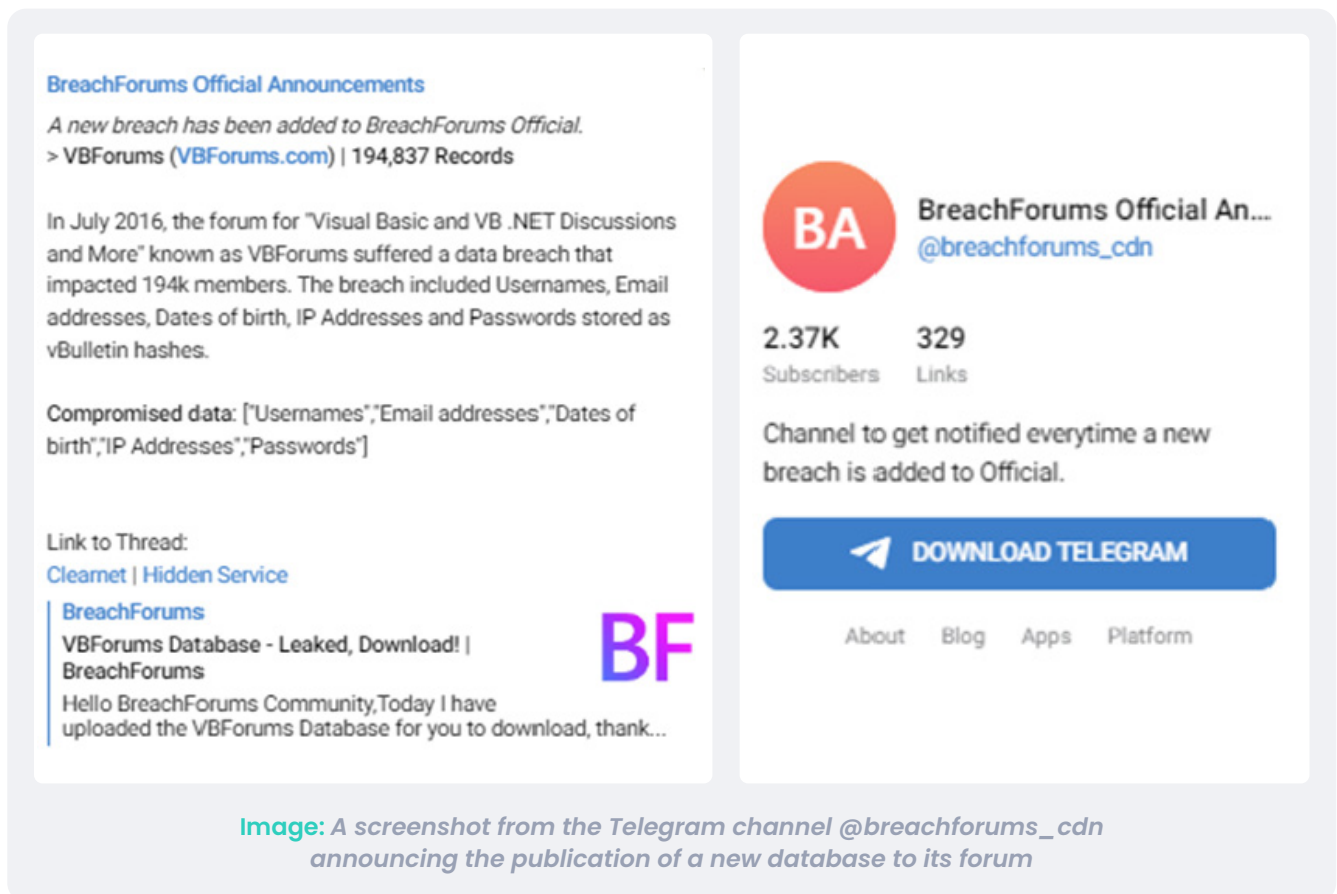 BreachForums Official Announcements
A new breach has been added to BreachForums Official.
> VBForums (VBForums.com) | 194,837 Records
In July 2016, the forum for "Visual Basic and VB .NET Discussions
and More" known as VBForums suffered a data breach that
impacted 194k members. The breach included Usernames, Email
addresses, Dates of birth, IP Addresses and Passwords stored as
vBulletin hashes.
Compromised data: ["Usernames","Email addresses","Dates of
birth","IP Addresses","Passwords"]
Link to Thread:
Clearnet | Hidden Service
BreachForums
VBForums Database - Leaked, Download! |
BreachForums
Hello BreachForums Community,Today I have
uploaded the VBForums Database for you to download, thank...
BF
BA
BreachForums Official An...
@breachforums_cdn
2.37K 329
Subscribers Links
Channel to get notified everytime a new
breach is added to Official.
DOWNLOAD TELEGRAM
About Blog Apps Platform
Image: A screenshot from the Telegram channel @breachforums_cdn
announcing the publication of a new database to its forum